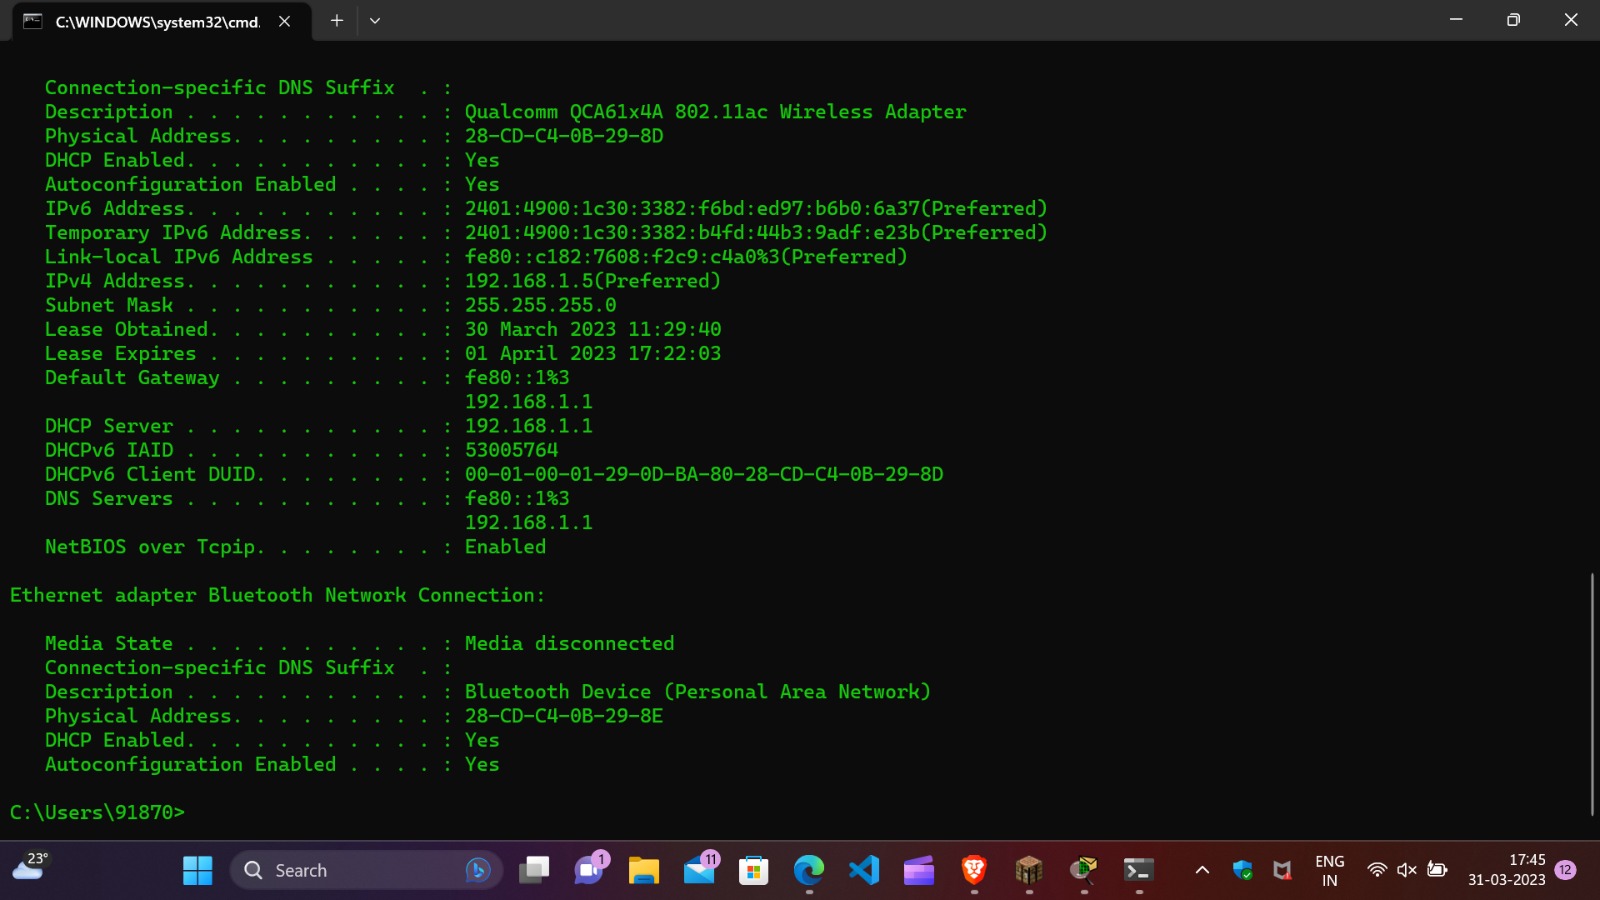 C:\WINDOWS\system32\cmd.
Connection-specific DNS Suffix  . :
Description . . . . . . . . . . . : Qualcomm QCA61x4A 802.11ac Wireless Adapter
Physical Address. . . . . . . . . : 28-CD-C4-0B-29-8D
DHCP Enabled. . . . . . . . . . . : Yes
Autoconfiguration Enabled . . . . : Yes
IPv6 Address. . . . . . . . . . . : 2401:4900:1c30:3382:f6bd:ed97:b6b0:6a37(Preferred)
Temporary IPv6 Address. . . . . . : 2401:4900:1c30:3382:b4fd:44b3:9adf:e23b(Preferred)
Link-local IPv6 Address . . . . . : fe80::c182:7608:f2c9:c4a0%3(Preferred)
IPv4 Address. . . . . . . . . . . : 192.168.1.5(Preferred)
Subnet Mask . . . . . . . . . . . : 255.255.255.0
Lease Obtained. . . . . . . . . . : 30 March 2023 11:29:40
Lease Expires . . . . . . . . . . : 01 April 2023 17:22:03
Default Gateway . . . . . . . . . : fe80::1%3
192.168.1.1
DHCP Server . . . . . . . . . . . : 192.168.1.1
DHCPv6 IAID . . . . . . . . . . . : 53005764
DHCPv6 Client DUID. . . . . . . . : 00-01-00-01-29-0D-BA-80-28-CD-C4-0B-29-8D
DNS Servers . . . . . . . . . . . : fe80::1%3
192.168.1.1
NetBIOS over Tcpip. . . . . . . . : Enabled
Ethernet adapter Bluetooth Network Connection:
Media State . . . . . . . . . . . : Media disconnected
Connection-specific DNS Suffix  . :
Description . . . . . . . . . . . : Bluetooth Device (Personal Area Network)
Physical Address. . . . . . . . . : 28-CD-C4-0B-29-8E
DHCP Enabled. . . . . . . . . . . : Yes
Autoconfiguration Enabled . . . . : Yes
C:\Users\91870>
23°
Search
1
11
ENG
IN
17:45
31-03-2023
12